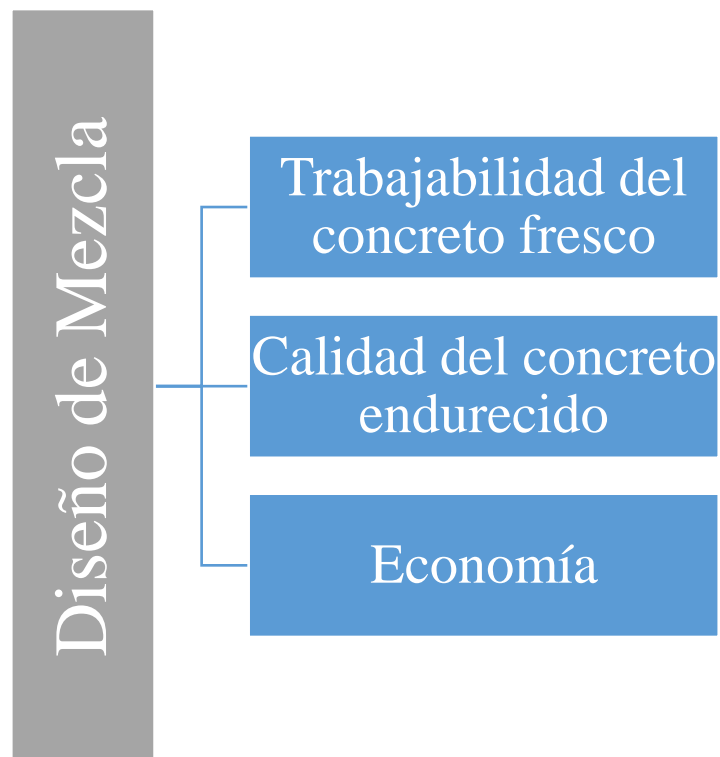 Diseño de Mezcla
Trabajabilidad del
concreto fresco
Calidad del concreto
endurecido
Economía